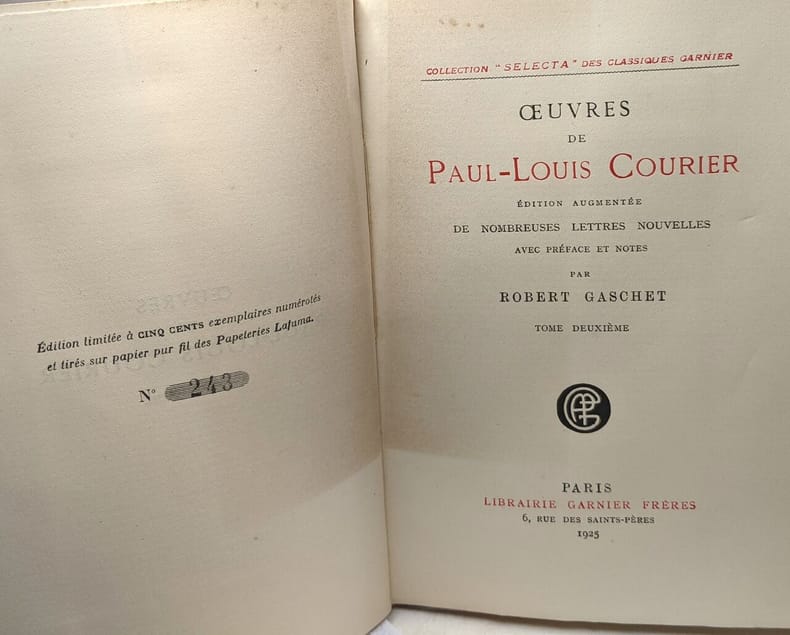 Édition limitée à CINQ CENTS exemplaires numérotés
et tirés sur papier pur fil des Papeteries Lafuma.
N° 243
COLLECTION "SELECTA" DES CLASSIQUES GARNIER
ŒUVRES
DE
PAUL-LOUIS COURIER
ÉDITION AUGMENTÉE
DE NOMBREUSES LETTRES NOUVELLES
AVEC PRÉFACE ET NOTES
PAR
ROBERT GASCHET
TOME DEUXIÈME
PARIS
LIBRAIRIE GARNIER FRÈRES
6, RUE DES SAINTS-PÈRES
1925